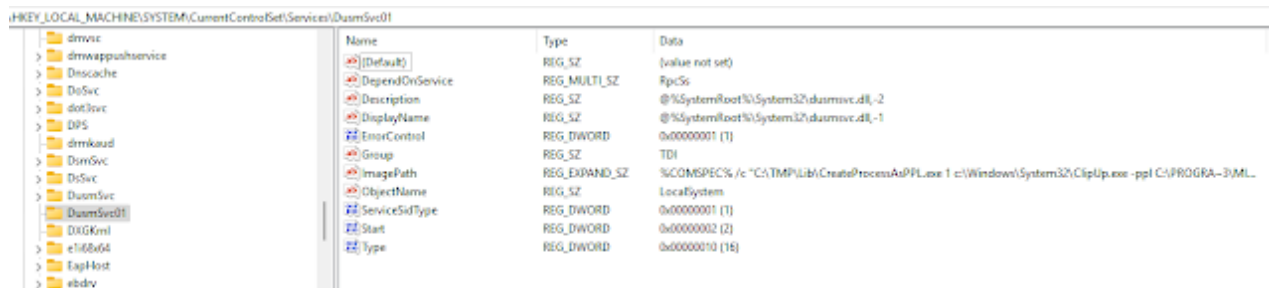 HKEY_LOCAL_MACHINE\SYSTEM\CurrentControlSet\Services\DusmSvc01
dmvsc
dmwappushservice
Dnscache
DoSvc
dot3svc
DPS
drmkaud
DsmSvc
DsSvc
DusmSvc
DusmSvc01
DXGKrnl
e1i68x64
EapHost
ebdrv
Name Type Data
(Default) REG_SZ (value not set)
DependOnService REG_MULTI_SZ RpcSs
Description REG_SZ @%SystemRoot%\System32\dusmsvc.dll,-2
DisplayName REG_SZ @%SystemRoot%\System32\dusmsvc.dll,-1
ErrorControl REG_DWORD 0x00000001 (1)
Group REG_SZ TDI
ImagePath REG_EXPAND_SZ %COMSPEC% /c "C:\TMP\Lib\CreateProcessAsPPL.exe 1 c:\Windows\System32\ClipUp.exe -ppl C:\PROGRA~3\ML...
ObjectName REG_SZ LocalSystem
ServiceSidType REG_DWORD 0x00000001 (1)
Start REG_DWORD 0x00000002 (2)
Type REG_DWORD 0x00000010 (16)